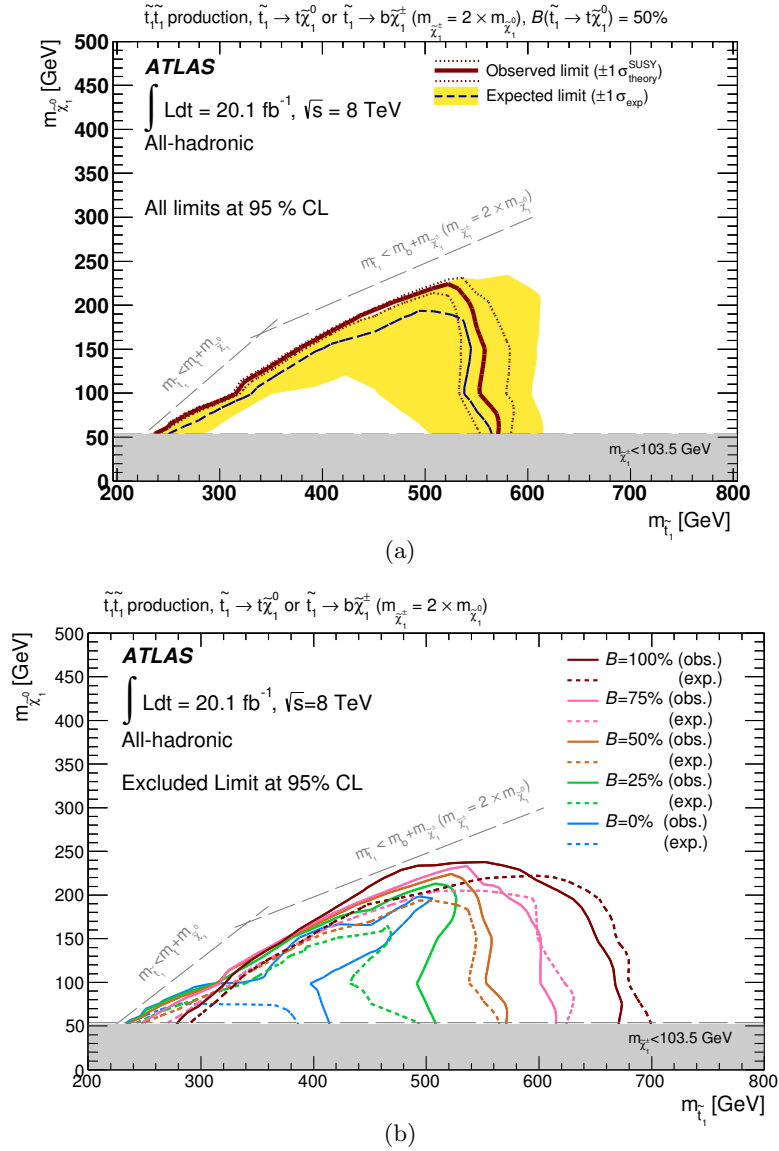 t̃₁t̃₁ production, t̃₁ → tχ̃₁⁰ or t̃₁ → bχ̃₁± (m_χ̃₁± = 2 × m_χ̃₁⁰), B(t̃₁ → tχ̃₁⁰) = 50%
m_χ̃₁⁰ [GeV]
500
450
400
350
300
250
200
150
100
50
0
ATLAS
∫ Ldt = 20.1 fb⁻¹, √s = 8 TeV
All-hadronic
All limits at 95 % CL
Observed limit (±1σ^SUSY_theory)
Expected limit (±1σ_exp)
m_t̃₁ < m_b+m_χ̃₁± (m_χ̃₁± = 2 × m_χ̃₁⁰)
m_t̃₁<m_t+m_χ̃₁⁰
m_χ̃₁±<103.5 GeV
200 300 400 500 600 700 800
m_t̃₁ [GeV]
(a)
t̃₁t̃₁ production, t̃₁ → tχ̃₁⁰ or t̃₁ → bχ̃₁± (m_χ̃₁± = 2 × m_χ̃₁⁰)
m_χ̃₁⁰ [GeV]
500
450
400
350
300
250
200
150
100
50
0
ATLAS
∫ Ldt = 20.1 fb⁻¹, √s=8 TeV
All-hadronic
Excluded Limit at 95% CL
B=100% (obs.)
(exp.)
B=75% (obs.)
(exp.)
B=50% (obs.)
(exp.)
B=25% (obs.)
(exp.)
B=0% (obs.)
(exp.)
m_t̃₁ < m_b+m_χ̃₁± (m_χ̃₁± = 2 × m_χ̃₁⁰)
m_t̃₁<m_t+m_χ̃₁⁰
m_χ̃₁±<103.5 GeV
200 300 400 500 600 700 800
m_t̃₁ [GeV]
(b)